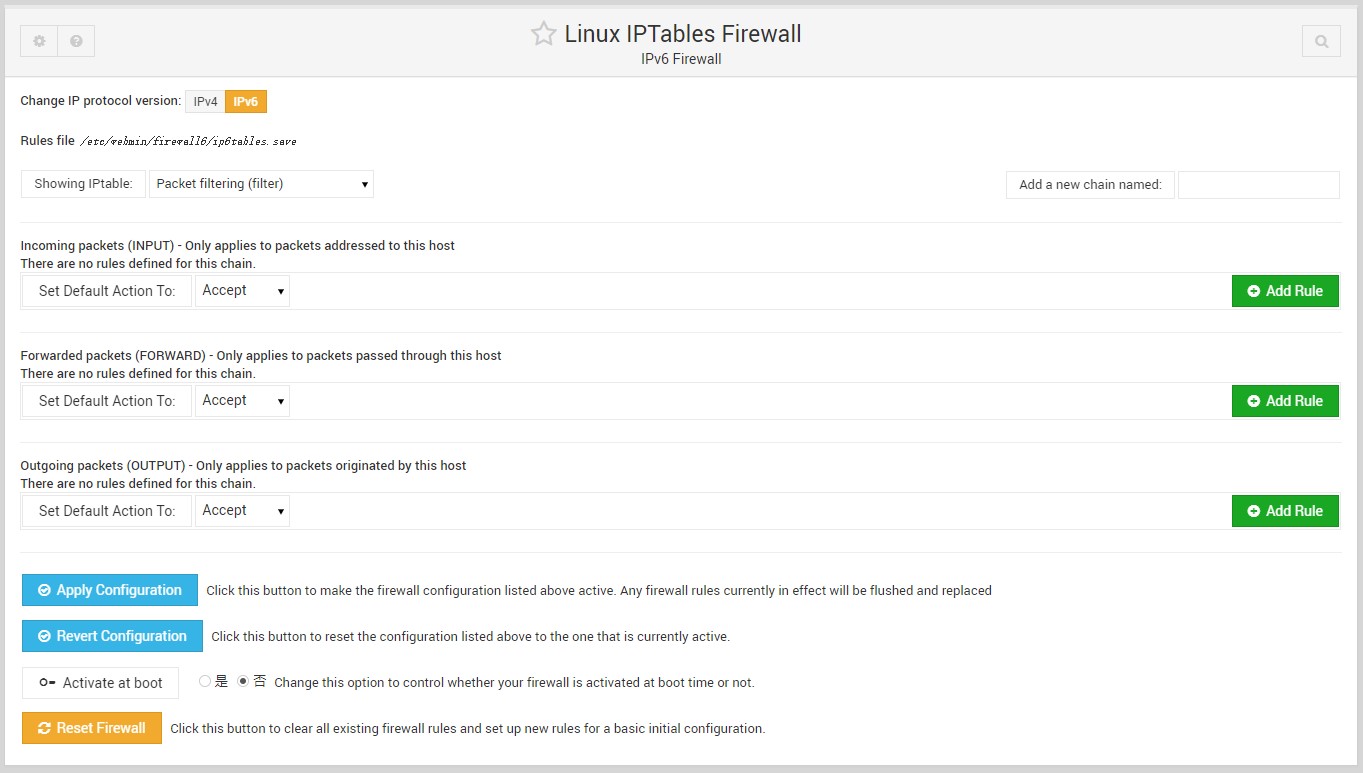 Linux IPTables Firewall
IPv6 Firewall
Change IP protocol version: IPv4 IPv6
Rules file /etc/webmin/firewall6/ip6tables.save
Showing IPtable: Packet filtering (filter) Add a new chain named:
Incoming packets (INPUT) - Only applies to packets addressed to this host
There are no rules defined for this chain.
Set Default Action To: Accept Add Rule
Forwarded packets (FORWARD) - Only applies to packets passed through this host
There are no rules defined for this chain.
Set Default Action To: Accept Add Rule
Outgoing packets (OUTPUT) - Only applies to packets originated by this host
There are no rules defined for this chain.
Set Default Action To: Accept Add Rule
Apply Configuration Click this button to make the firewall configuration listed above active. Any firewall rules currently in effect will be flushed and replaced
Revert Configuration Click this button to reset the configuration listed above to the one that is currently active.
Activate at boot 是 否 Change this option to control whether your firewall is activated at boot time or not.
Reset Firewall Click this button to clear all existing firewall rules and set up new rules for a basic initial configuration.